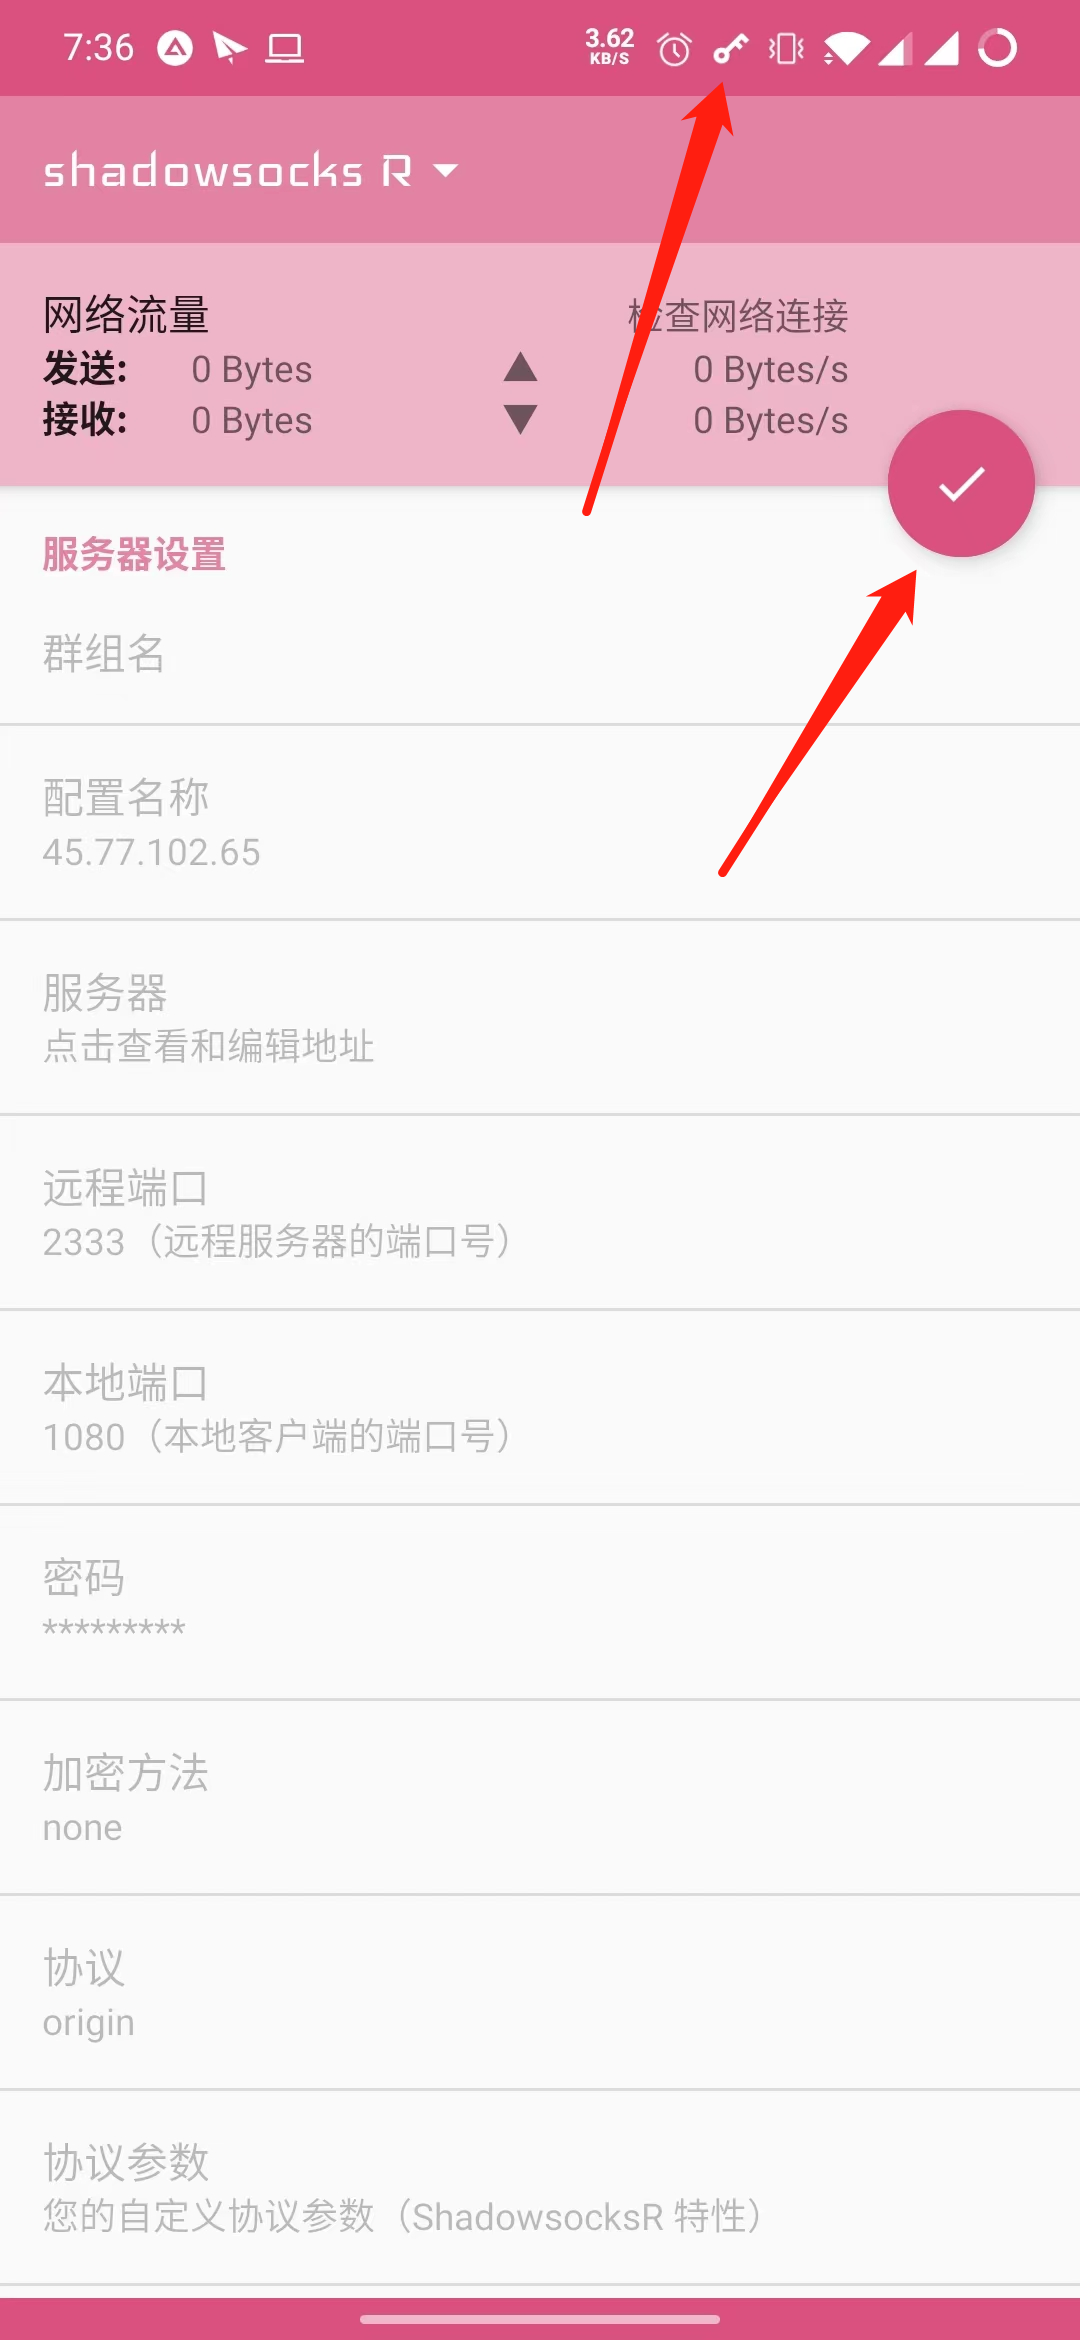 7:36
3.62
KB/S
shadowsocks R
网络流量
检查网络连接
发送: 0 Bytes 0 Bytes/s
接收: 0 Bytes 0 Bytes/s
服务器设置
群组名
配置名称
45.77.102.65
服务器
点击查看和编辑地址
远程端口
2333（远程服务器的端口号）
本地端口
1080（本地客户端的端口号）
密码
*********
加密方法
none
协议
origin
协议参数
您的自定义协议参数（ShadowsocksR 特性）